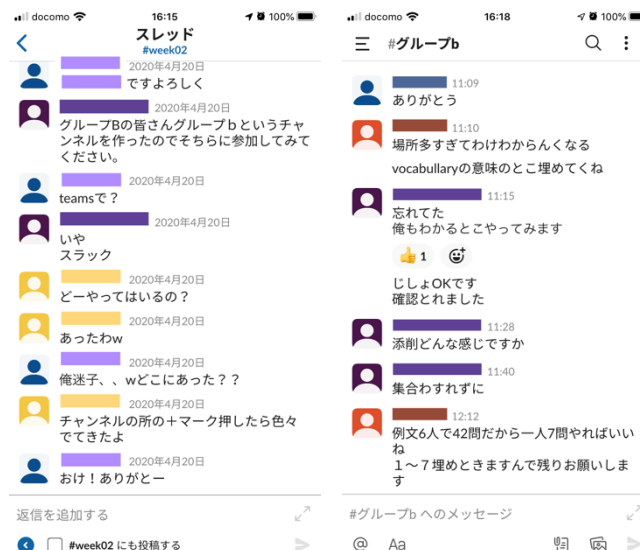 docomo 16:15 100%
スレッド
#week02
2020年4月20日
ですよろしく
2020年4月20日
グループBの皆さんグループｂというチャ
ンネルを作ったのでそちらに参加してみて
ください。
2020年4月20日
teamsで？
2020年4月20日
いや
スラック
2020年4月20日
どーやってはいるの？
2020年4月20日
あったわw
2020年4月20日
俺迷子、、wどこにあった？？
2020年4月20日
チャンネルの所の＋マーク押したら色々
でてきたよ
2020年4月20日
おけ！ありがとー
返信を追加する
#week02 にも投稿する
docomo 16:18 100%
#グループb
11:09
ありがとう
11:10
場所多すぎてわけわからんくなる
vocabullaryの意味のとこ埋めてくね
11:15
忘れてた
俺もわかるとこやってみます
👍 1
じしょOKです
確認とれました
11:28
添削どんな感じですか
11:40
集合わすれずに
12:12
例文6人で42問だから一人7問やればいい
ね
１〜７埋めときますんで残りお願いしま
す
#グループb へのメッセージ
@ Aa